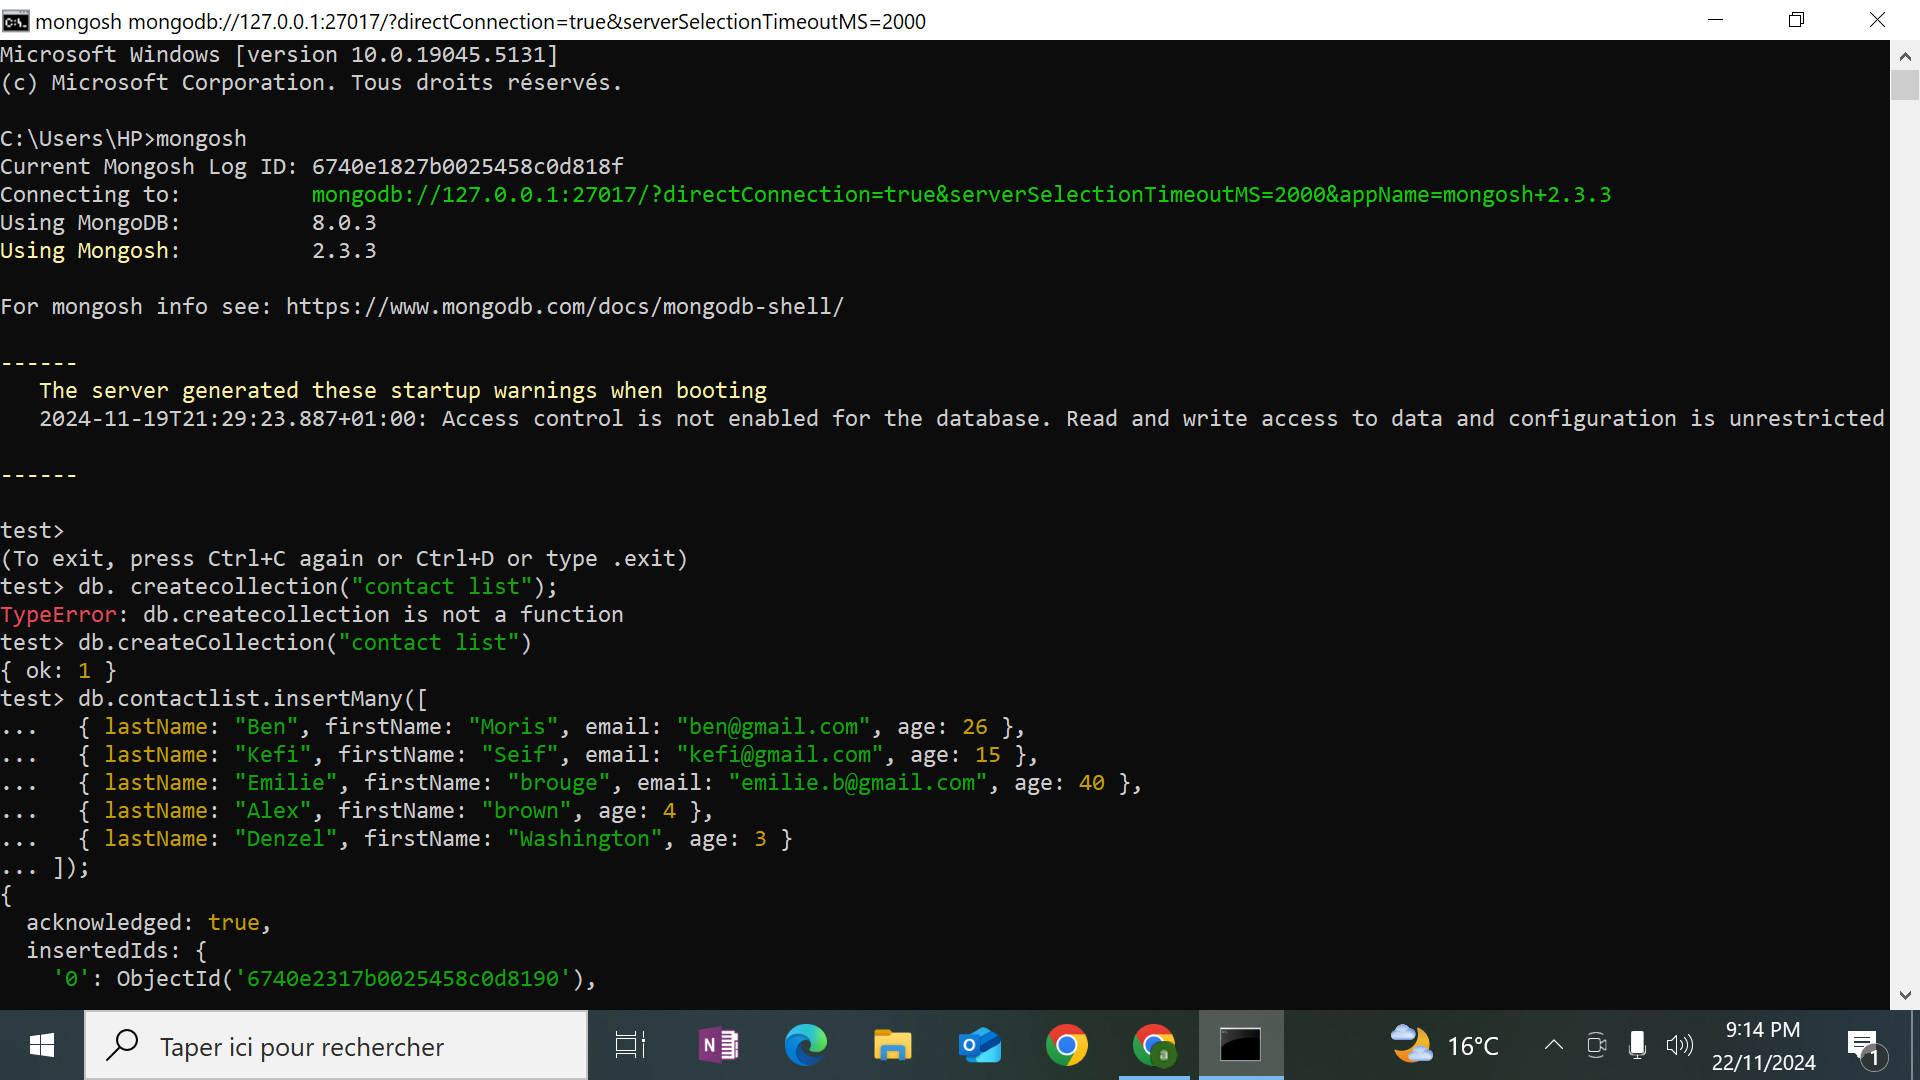 mongosh mongodb://127.0.0.1:27017/?directConnection=true&serverSelectionTimeoutMS=2000
Microsoft Windows [version 10.0.19045.5131]
(c) Microsoft Corporation. Tous droits réservés.
C:\Users\HP>mongosh
Current Mongosh Log ID: 6740e1827b0025458c0d818f
Connecting to: mongodb://127.0.0.1:27017/?directConnection=true&serverSelectionTimeoutMS=2000&appName=mongosh+2.3.3
Using MongoDB: 8.0.3
Using Mongosh: 2.3.3
For mongosh info see: https://www.mongodb.com/docs/mongodb-shell/
------
The server generated these startup warnings when booting
2024-11-19T21:29:23.887+01:00: Access control is not enabled for the database. Read and write access to data and configuration is unrestricted
------
test>
(To exit, press Ctrl+C again or Ctrl+D or type .exit)
test> db. createcollection("contact list");
TypeError: db.createcollection is not a function
test> db.createCollection("contact list")
{ ok: 1 }
test> db.contactlist.insertMany([
... { lastName: "Ben", firstName: "Moris", email: "ben@gmail.com", age: 26 },
... { lastName: "Kefi", firstName: "Seif", email: "kefi@gmail.com", age: 15 },
... { lastName: "Emilie", firstName: "brouge", email: "emilie.b@gmail.com", age: 40 },
... { lastName: "Alex", firstName: "brown", age: 4 },
... { lastName: "Denzel", firstName: "Washington", age: 3 }
... ]);
{
acknowledged: true,
insertedIds: {
'0': ObjectId('6740e2317b0025458c0d8190'),
Taper ici pour rechercher
16°C
9:14 PM
22/11/2024
1